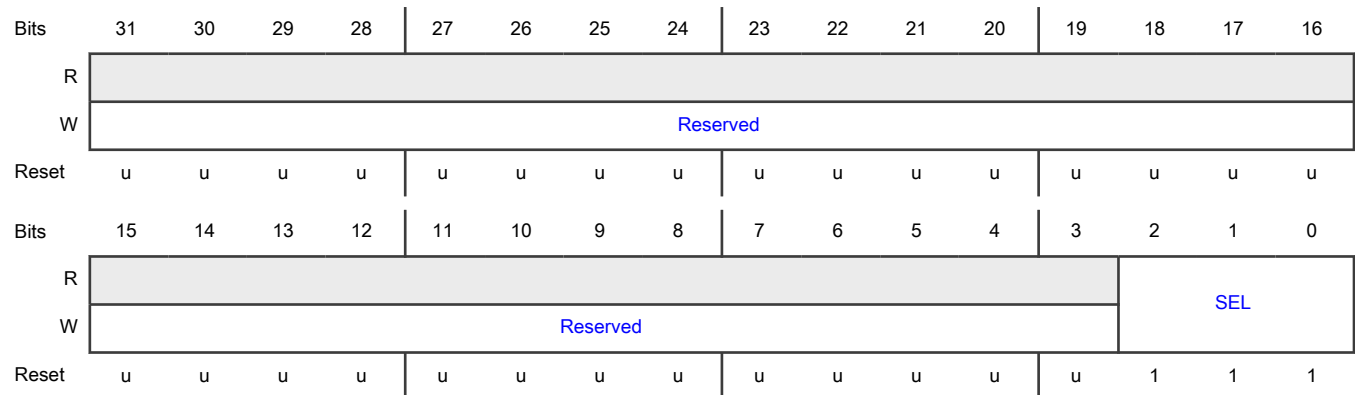 Bits 31 30 29 28 27 26 25 24 23 22 21 20 19 18 17 16
R
W Reserved
Reset u u u u u u u u u u u u u u u u
Bits 15 14 13 12 11 10 9 8 7 6 5 4 3 2 1 0
R
SEL
W Reserved
Reset u u u u u u u u u u u u u 1 1 1